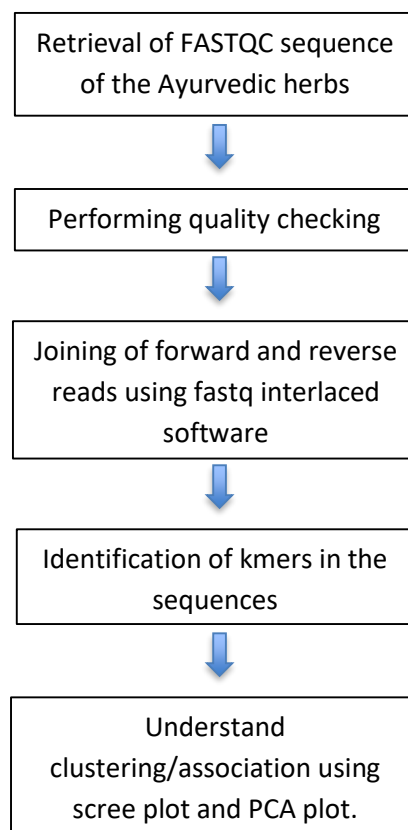 Retrieval of FASTQC sequence
of the Ayurvedic herbs
Performing quality checking
Joining of forward and reverse
reads using fastq interlaced
software
Identification of kmers in the
sequences
Understand
clustering/association using
scree plot and PCA plot.